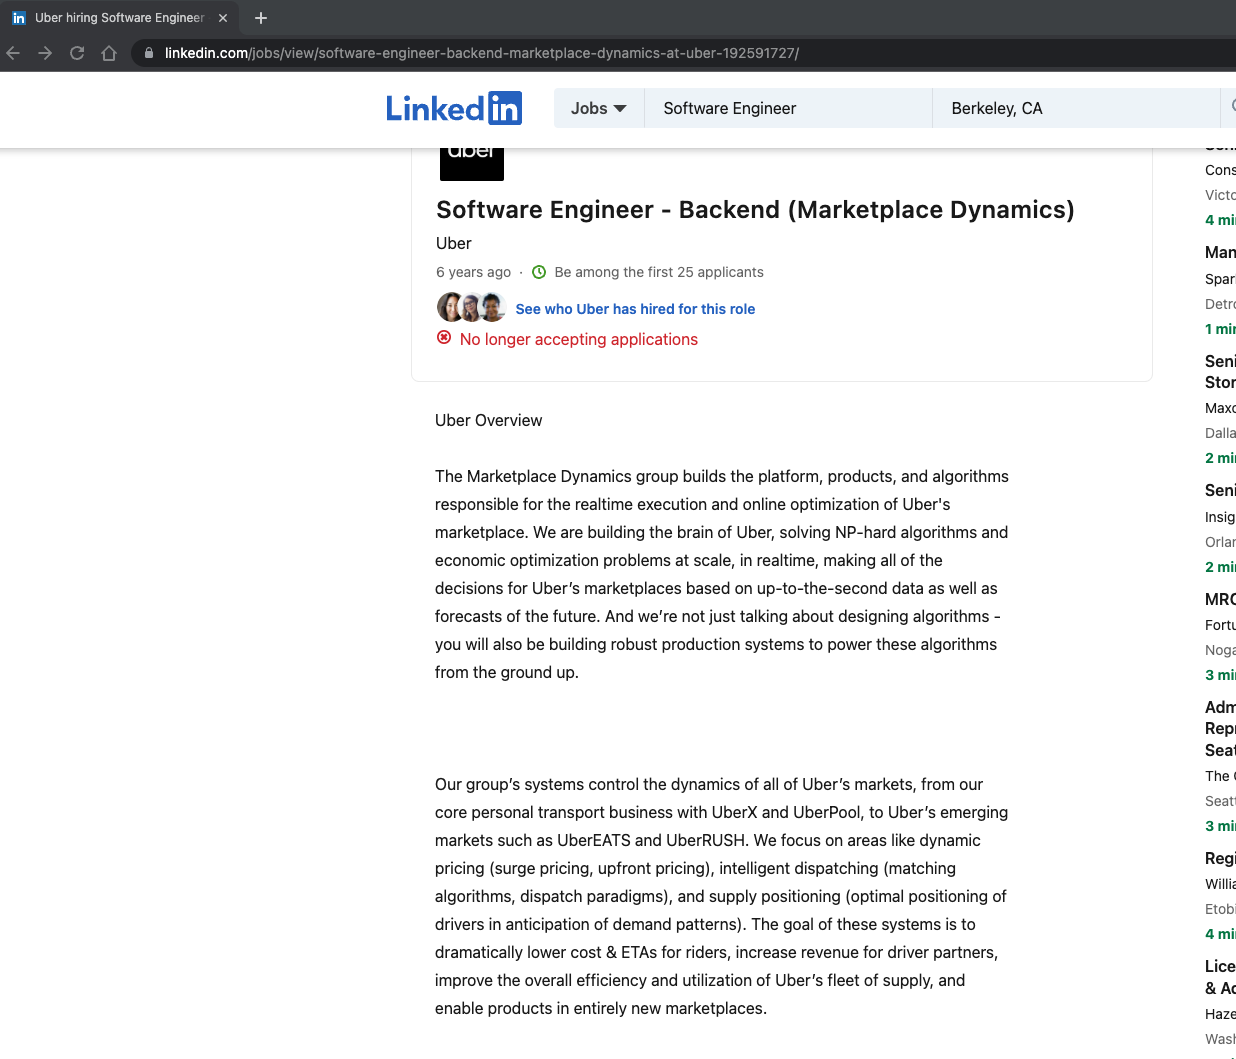 Uber hiring Software Engineer
linkedin.com/jobs/view/software-engineer-backend-marketplace-dynamics-at-uber-192591727/
LinkedIn
Jobs
Software Engineer
Berkeley, CA
Uber
Software Engineer - Backend (Marketplace Dynamics)
Uber
6 years ago · Be among the first 25 applicants
See who Uber has hired for this role
No longer accepting applications
Uber Overview
The Marketplace Dynamics group builds the platform, products, and algorithms
responsible for the realtime execution and online optimization of Uber's
marketplace. We are building the brain of Uber, solving NP-hard algorithms and
economic optimization problems at scale, in realtime, making all of the
decisions for Uber’s marketplaces based on up-to-the-second data as well as
forecasts of the future. And we’re not just talking about designing algorithms -
you will also be building robust production systems to power these algorithms
from the ground up.
Our group’s systems control the dynamics of all of Uber’s markets, from our
core personal transport business with UberX and UberPool, to Uber’s emerging
markets such as UberEATS and UberRUSH. We focus on areas like dynamic
pricing (surge pricing, upfront pricing), intelligent dispatching (matching
algorithms, dispatch paradigms), and supply positioning (optimal positioning of
drivers in anticipation of demand patterns). The goal of these systems is to
dramatically lower cost & ETAs for riders, increase revenue for driver partners,
improve the overall efficiency and utilization of Uber’s fleet of supply, and
enable products in entirely new marketplaces.
Cons
Victo
4 mi
Man
Spar
Detro
1 mi
Seni
Stor
Maxo
Dalla
2 mi
Seni
Insig
Orlan
2 mi
MRO
Fortu
Noga
3 mi
Adm
Repr
Seat
The
Seatt
3 mi
Regi
Willia
Etobi
4 mi
Lice
& Ad
Haze
Wash